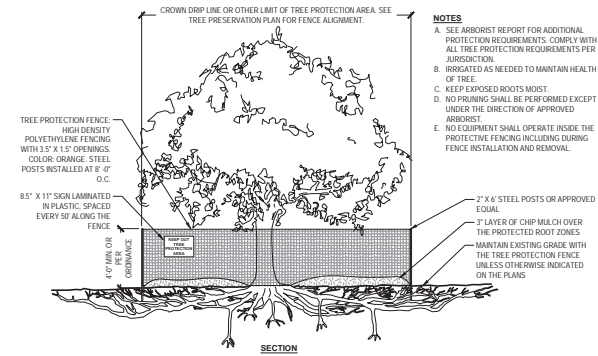 CROWN DRIP LINE OR OTHER LIMIT OF TREE PROTECTION AREA. SEE
TREE PRESERVATION PLAN FOR FENCE ALIGNMENT.
NOTES
A. SEE ARBORIST REPORT FOR ADDITIONAL
PROTECTION REQUIREMENTS. COMPLY WITH
ALL TREE PROTECTION REQUIREMENTS PER
JURISDICTION.
B. IRRIGATED AS NEEDED TO MAINTAIN HEALTH
OF TREE.
C. KEEP EXPOSED ROOTS MOIST.
D. NO PRUNING SHALL BE PERFORMED EXCEPT
UNDER THE DIRECTION OF APPROVED
ARBORIST.
E. NO EQUIPMENT SHALL OPERATE INSIDE THE
PROTECTIVE FENCING INCLUDING DURING
FENCE INSTALLATION AND REMOVAL.
TREE PROTECTION FENCE:
HIGH DENSITY
POLYETHYLENE FENCING
WITH 3.5" X 1.5" OPENINGS.
COLOR: ORANGE. STEEL
POSTS INSTALLED AT 8' -0"
O.C.
8.5" X 11" SIGN LAMINATED
IN PLASTIC, SPACED
EVERY 50' ALONG THE
FENCE
4'-0" MIN. OR
PER
ORDINANCE
KEEP OUT
TREE
PROTECTION
AREA
2" X 6' STEEL POSTS OR APPROVED
EQUAL
3" LAYER OF CHIP MULCH OVER
THE PROTECTED ROOT ZONES
MAINTAIN EXISTING GRADE WITH
THE TREE PROTECTION FENCE
UNLESS OTHERWISE INDICATED
ON THE PLANS
SECTION